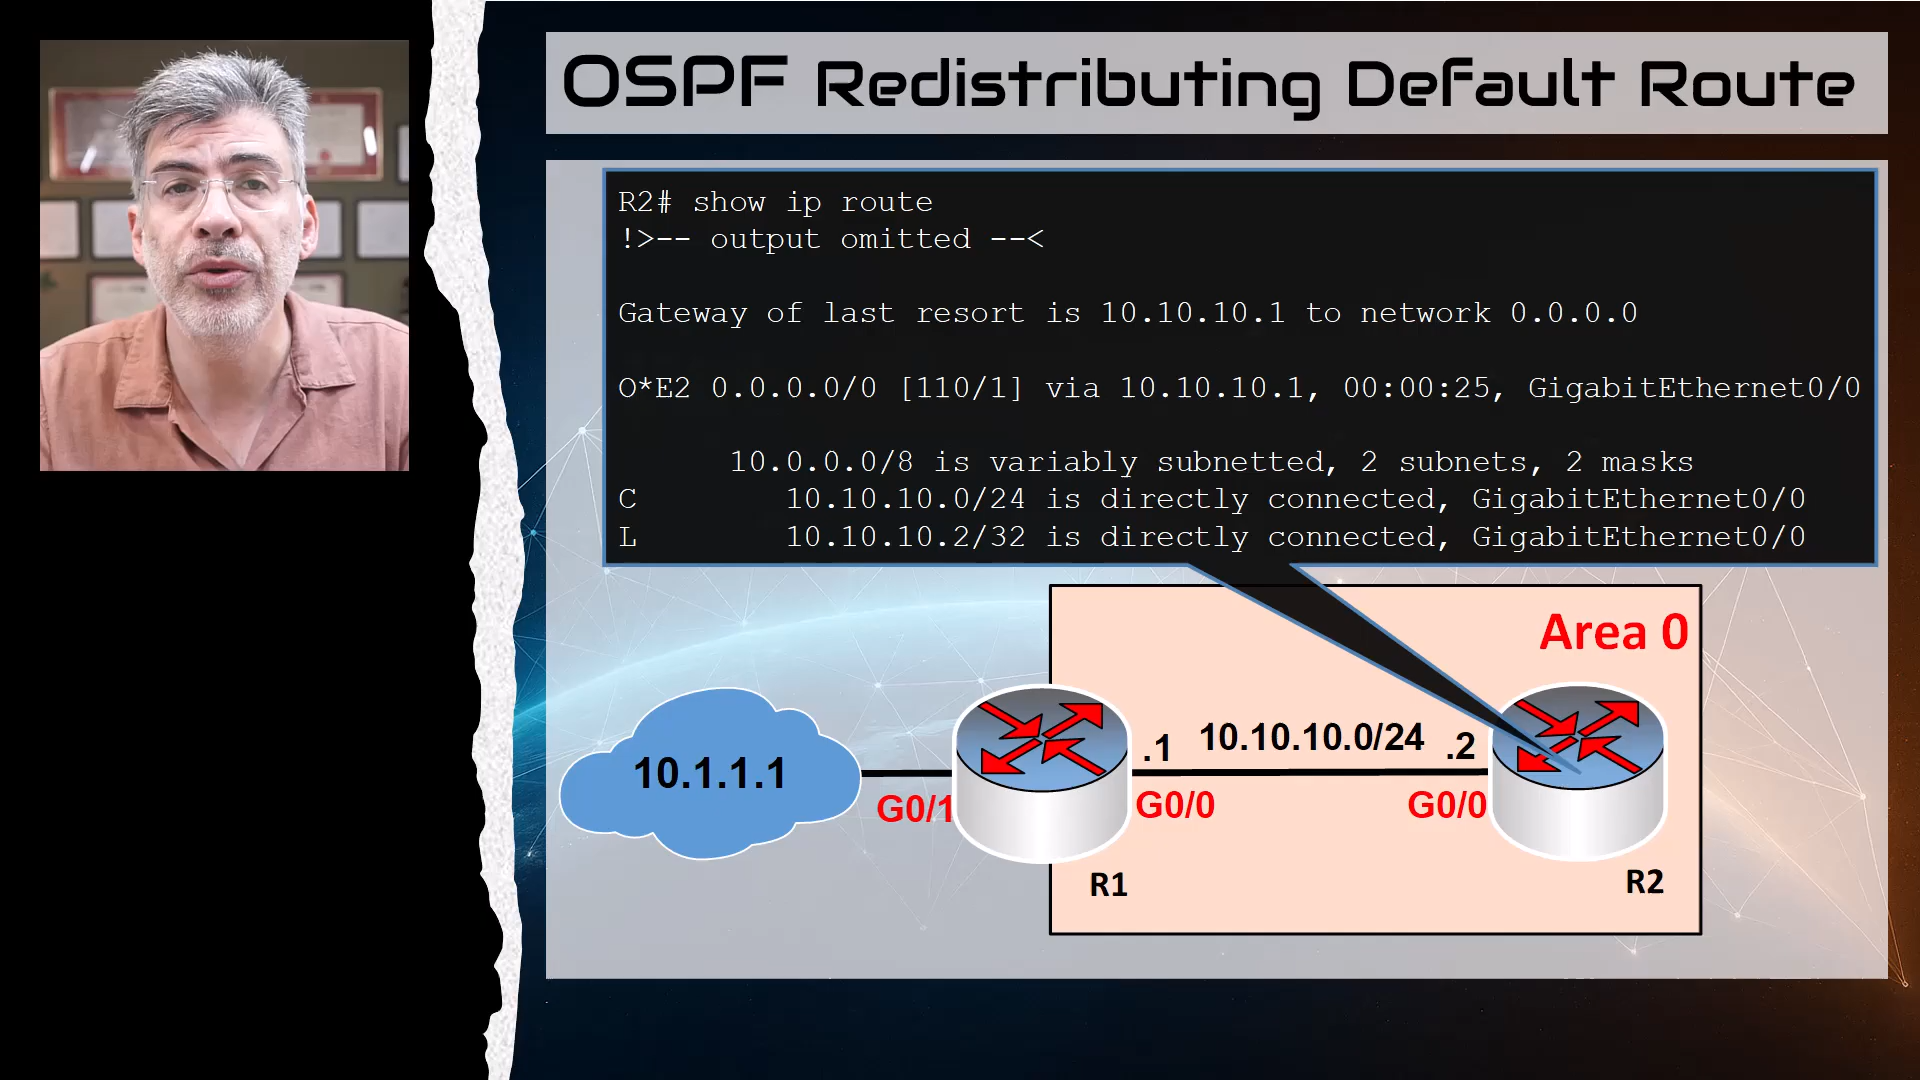 OSPF Redistributing Default Route
R2# show ip route
!>-- output omitted --<
Gateway of last resort is 10.10.10.1 to network 0.0.0.0
O*E2 0.0.0.0/0 [110/1] via 10.10.10.1, 00:00:25, GigabitEthernet0/0
10.0.0.0/8 is variably subnetted, 2 subnets, 2 masks
C 10.10.10.0/24 is directly connected, GigabitEthernet0/0
L 10.10.10.2/32 is directly connected, GigabitEthernet0/0
Area 0
10.1.1.1
.1 10.10.10.0/24 .2
G0/1 G0/0 G0/0
R1 R2